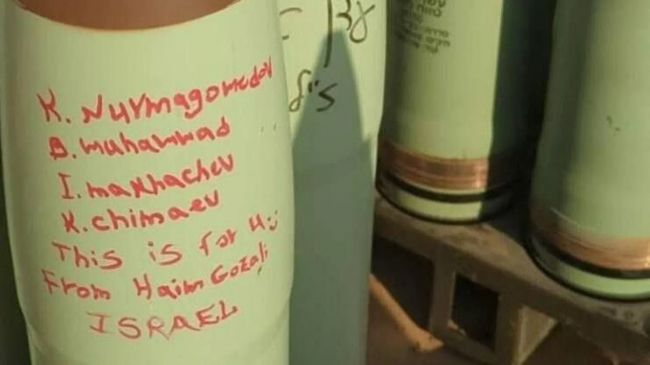 K. Nurmagomedov
B. muhammad
I. makhachev
K. chimaev
This is for
From Haim Gozali
ISRAEL